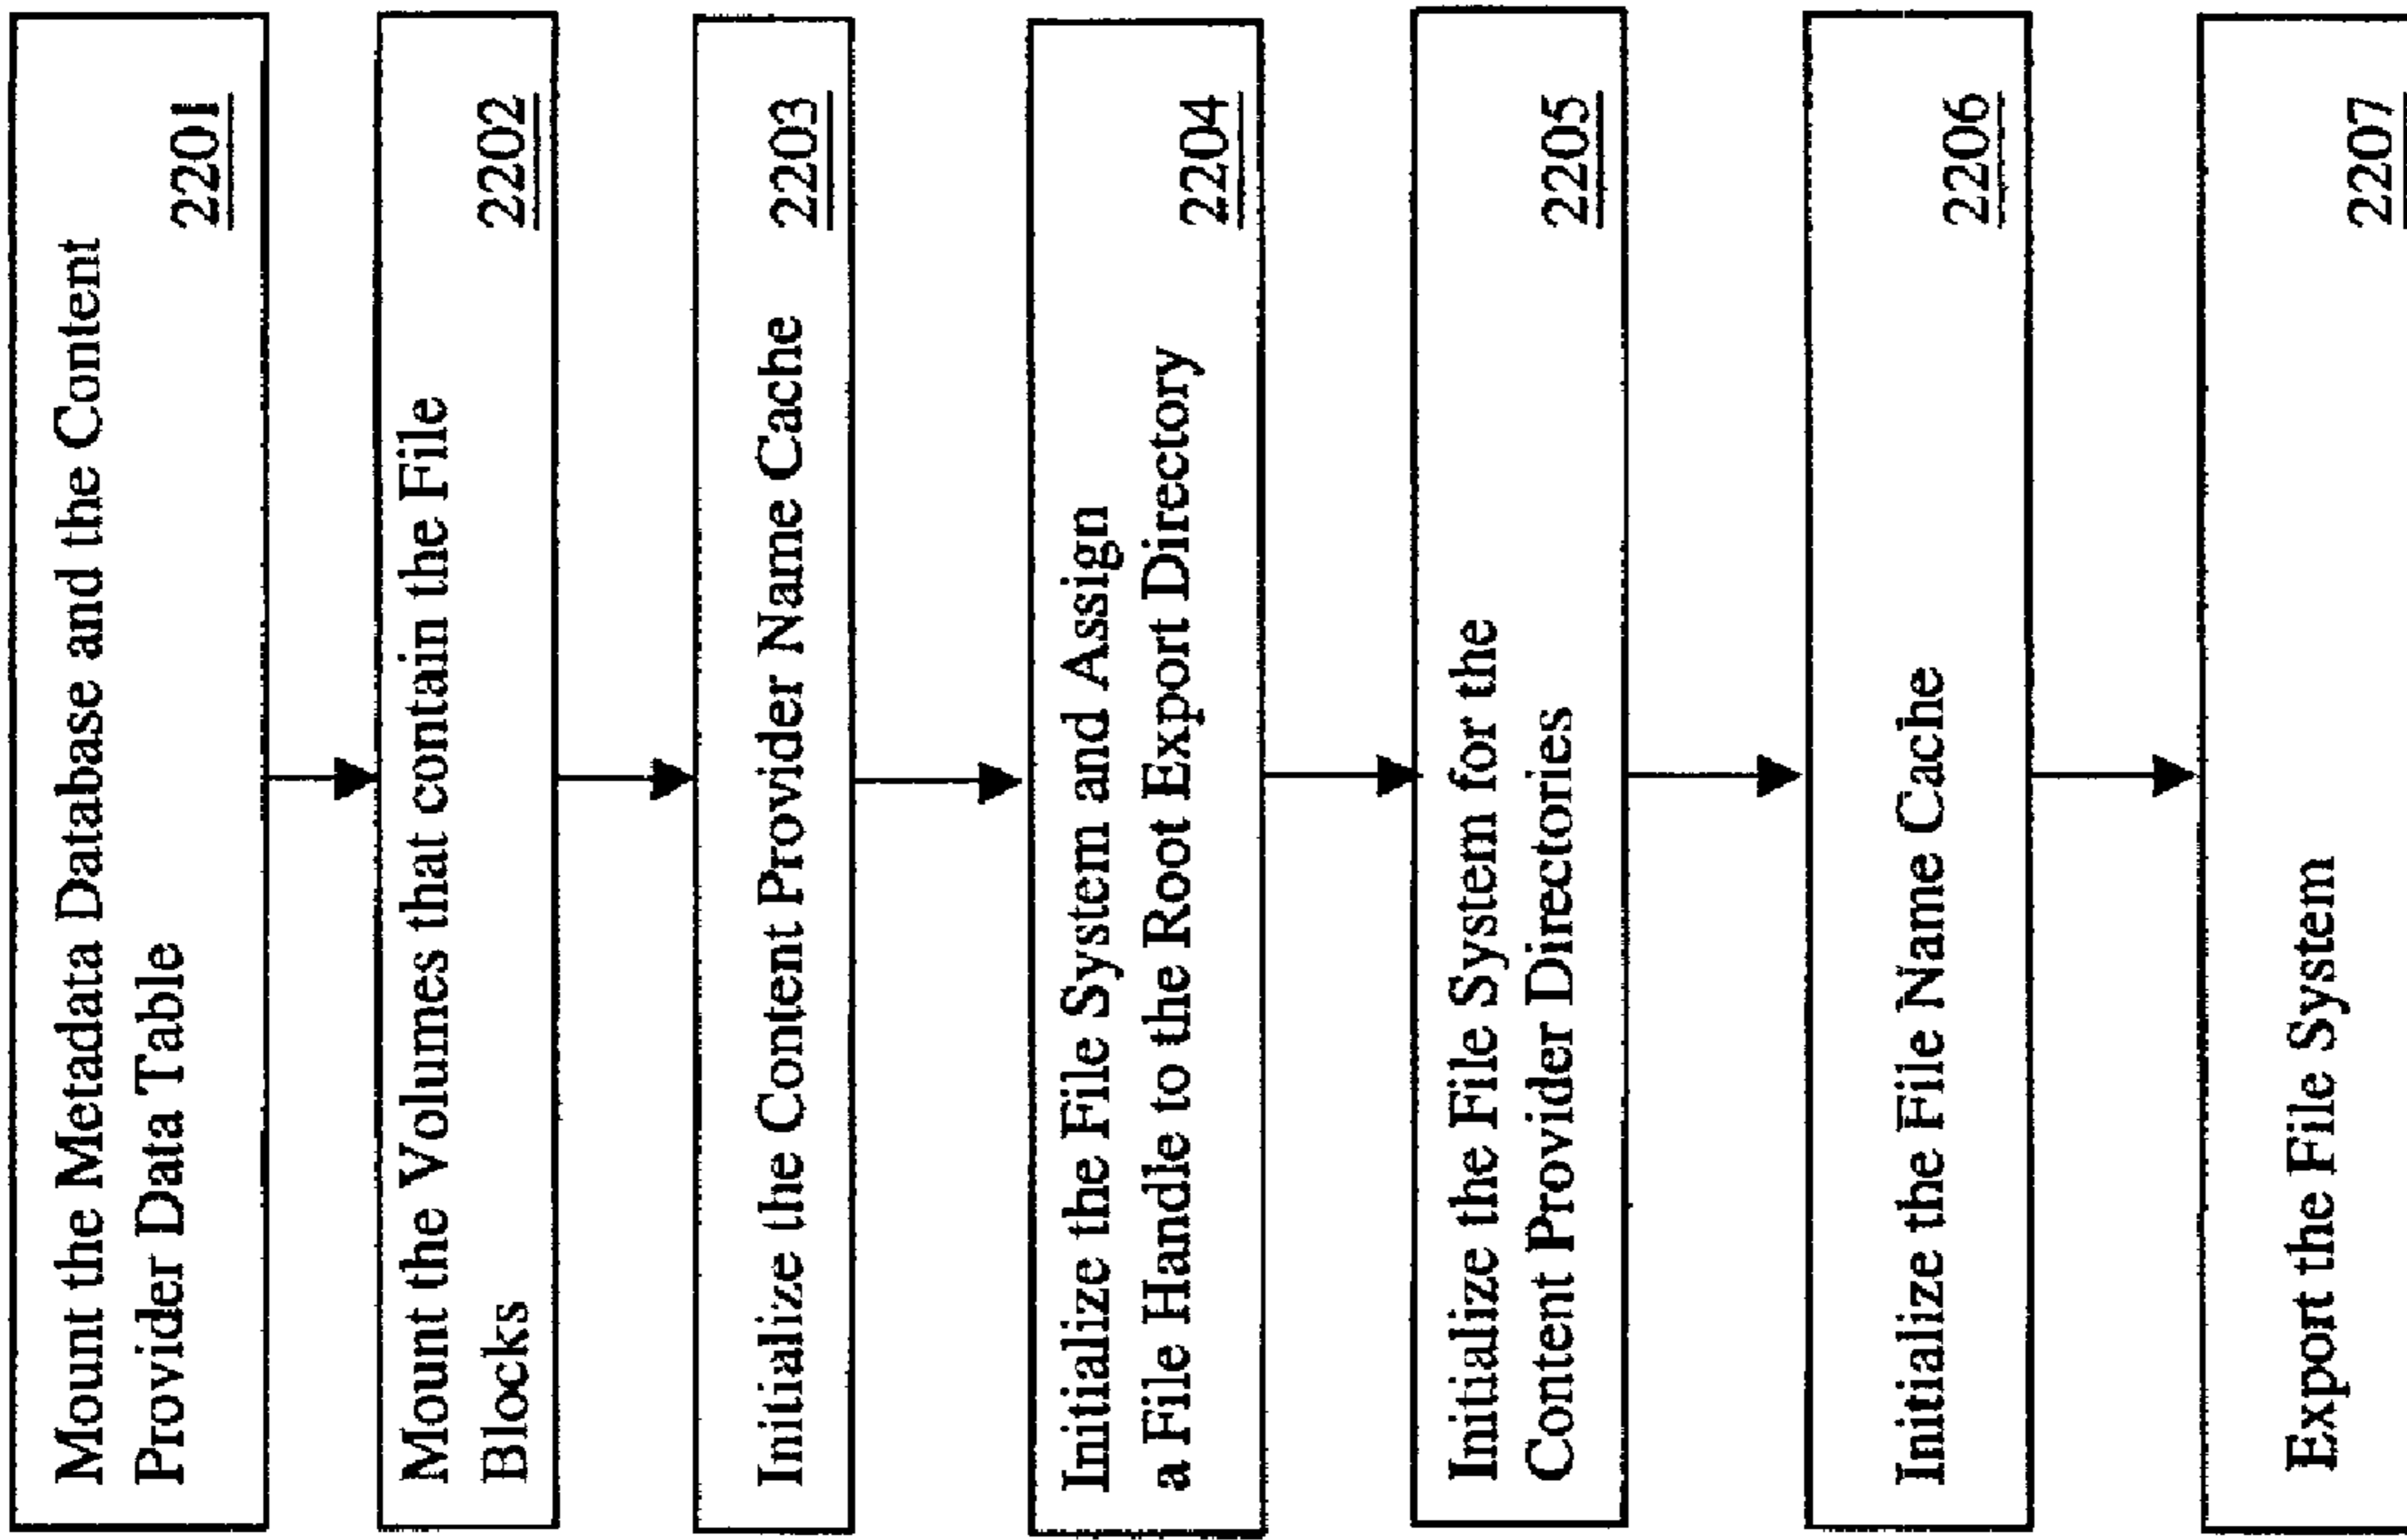 Mount the Metadata Database and the Content
Provider Data Table
2201
Mount the Volumes that contain the File
Blocks
2202
Initialize the Content Provider Name Cache
2203
Initialize the File System and Assign
a File Handle to the Root Export Directory
2204
Initialize the File System for the
Content Provider Directories
2205
Initialize the File Name Cache
2206
Export the File System
2207